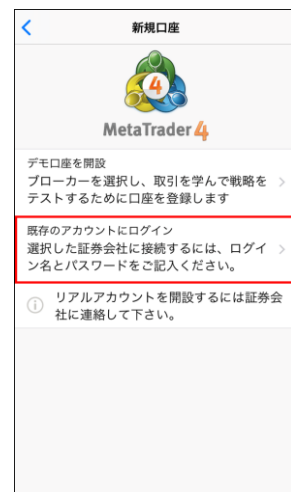 新規口座
4
MetaTrader 4
デモ口座を開設
ブローカーを選択し、取引を学んで戦略を
テストするために口座を登録します
既存のアカウントにログイン
選択した証券会社に接続するには、ログイ
ン名とパスワードをご記入ください。
リアルアカウントを開設するには証券会
社に連絡して下さい。